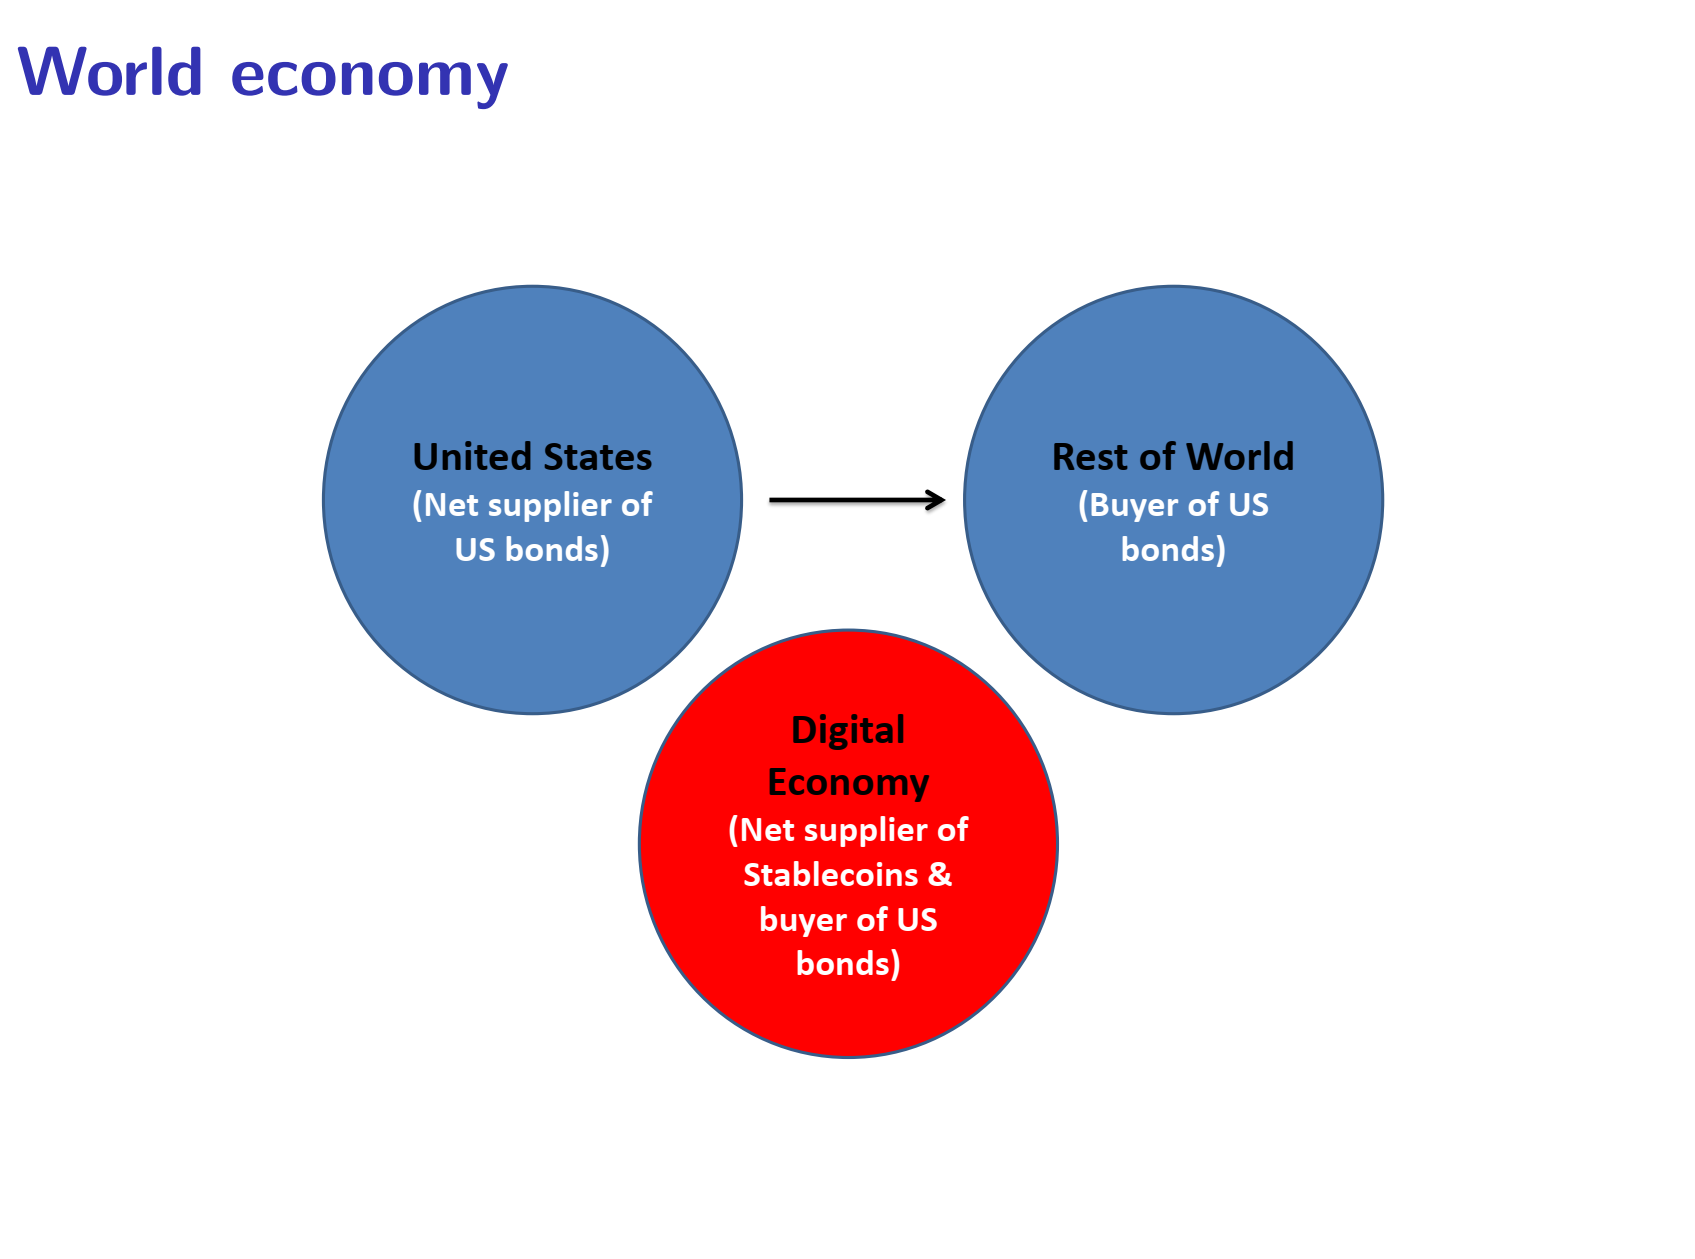 World economy
United States
(Net supplier of
US bonds)
Rest of World
(Buyer of US
bonds)
Digital
Economy
(Net supplier of
Stablecoins &
buyer of US
bonds)